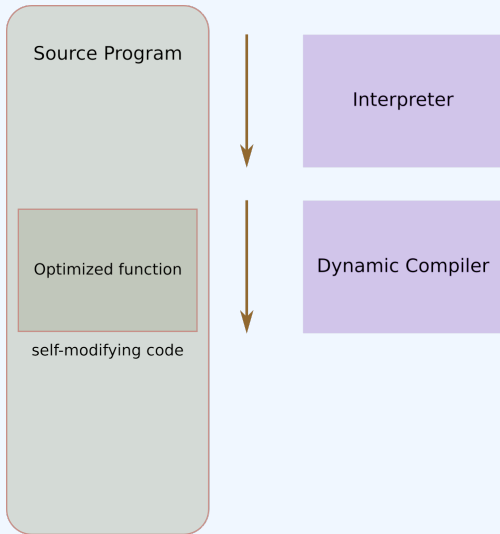 Source Program
Interpreter
Optimized function
Dynamic Compiler
self-modifying code